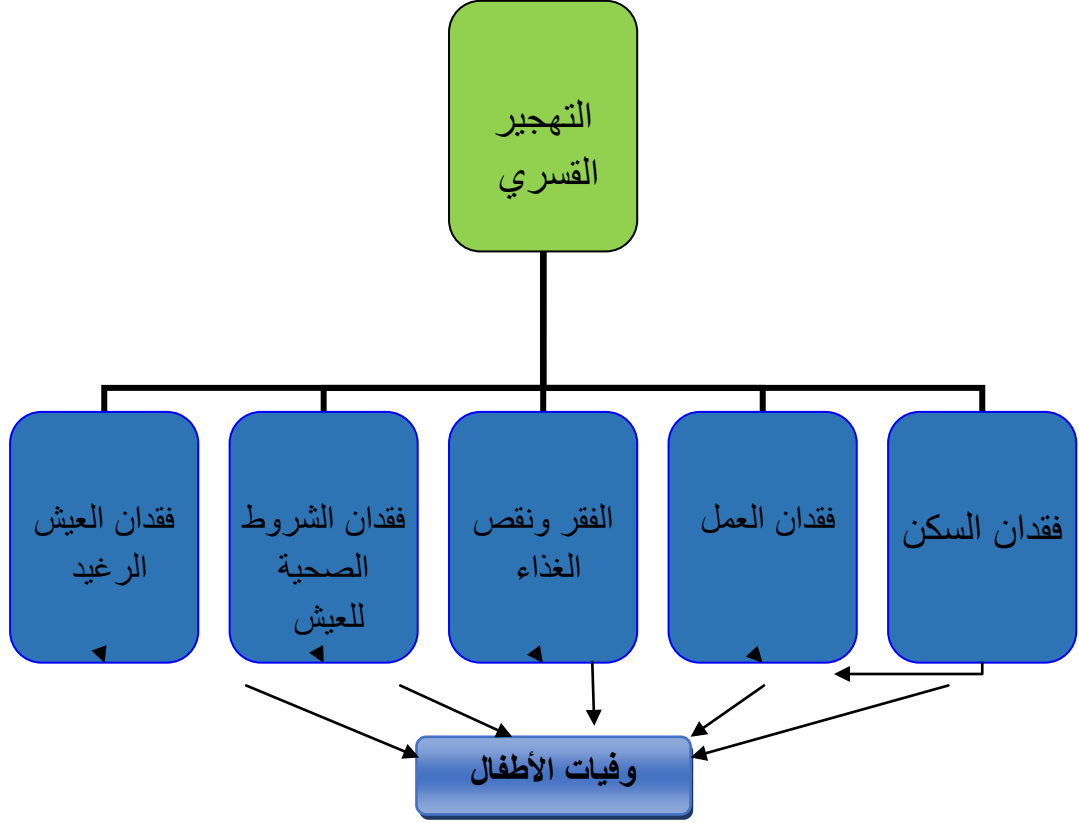 التهجير
القسري
فقدان السكن
فقدان العمل
الفقر ونقص
الغذاء
فقدان الشروط
الصحية
للعيش
فقدان العيش
الرغيد
وفيات الأطفال